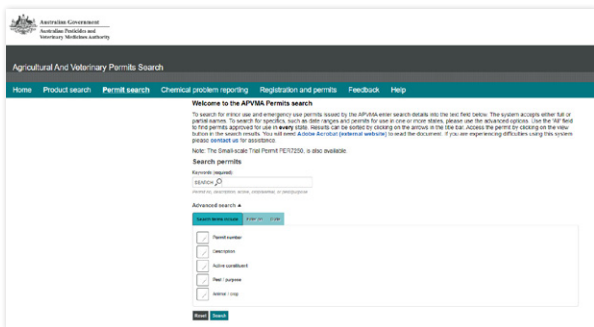 Australian Government
Australian Pesticides and
Veterinary Medicines Authority
Agricultural And Veterinary Permits Search
Home Product search Permit search Chemical problem reporting Registration and permits Feedback Help
Welcome to the APVMA Permits search
To search for minor use and emergency use permits issued by the APVMA enter search details into the text field below. The system accepts either full or
partial names. To search for specifics, such as date ranges and permits for use in one or more states, please use the advanced options. Use the 'All' field
to find permits approved for use in every state. Results can be sorted by clicking on the arrows in the title bar. Access the permit by clicking on the view
button in the search results. You will need Adobe Acrobat (external website) to read the document. If you are experiencing difficulties using this system
please contact us for assistance.
Note: The Small-scale Trial Permit PER7250, is also available.
Search permits
Keywords (required)
SEARCH
Advanced search
Search terms include
Permit number
Description
Active constituent
Pest / purpose
Animal / crop
Reset Search